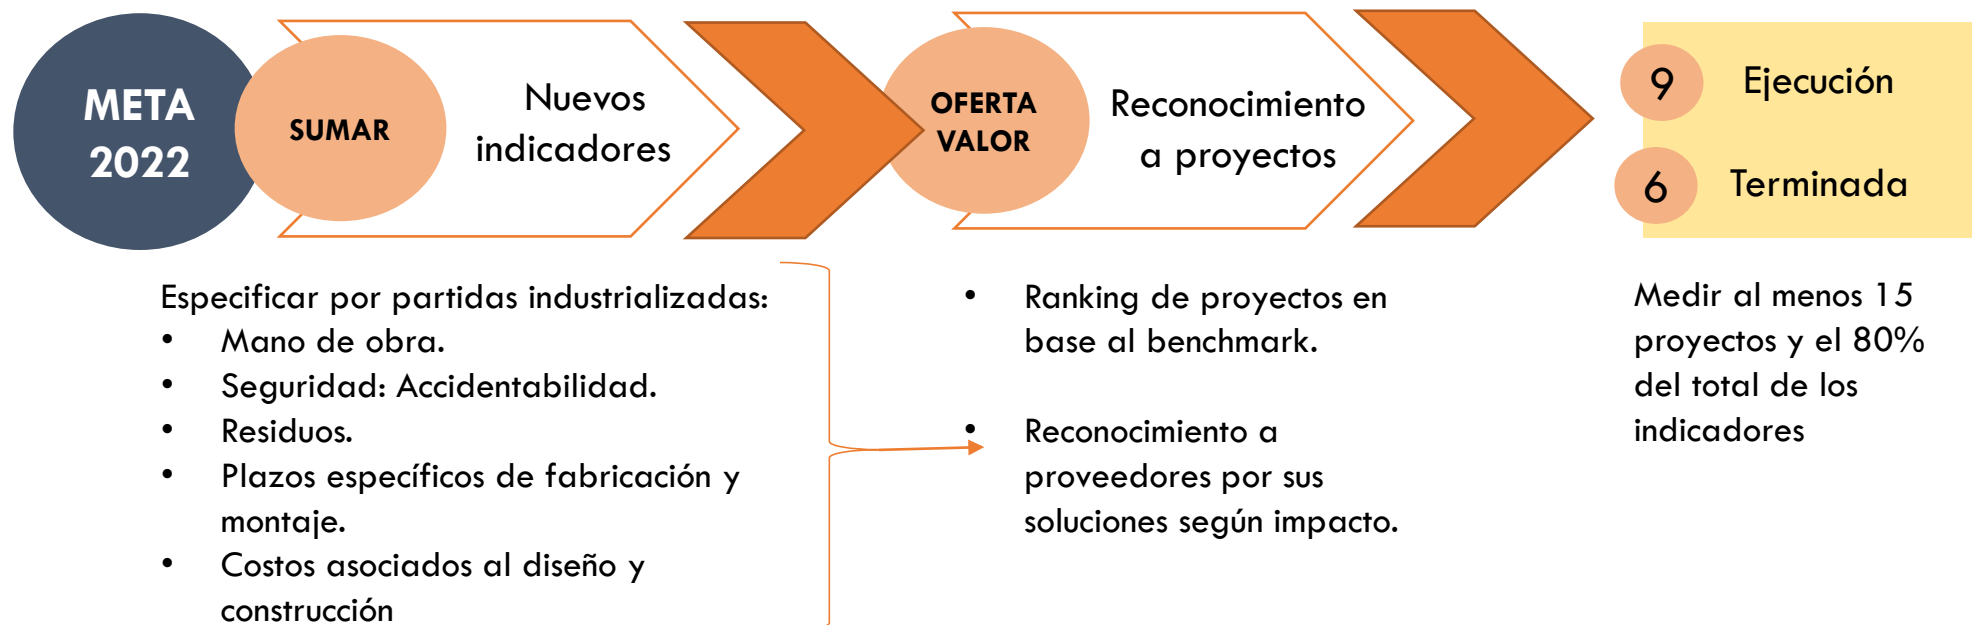 META
2022
SUMAR
Nuevos
indicadores
OFERTA
VALOR
Reconocimiento
a proyectos
9 Ejecución
6 Terminada
Especificar por partidas industrializadas:
• Mano de obra.
• Seguridad: Accidentabilidad.
• Residuos.
• Plazos específicos de fabricación y
montaje.
• Costos asociados al diseño y
construcción
• Ranking de proyectos en
base al benchmark.
• Reconocimiento a
proveedores por sus
soluciones según impacto.
Medir al menos 15
proyectos y el 80%
del total de los
indicadores